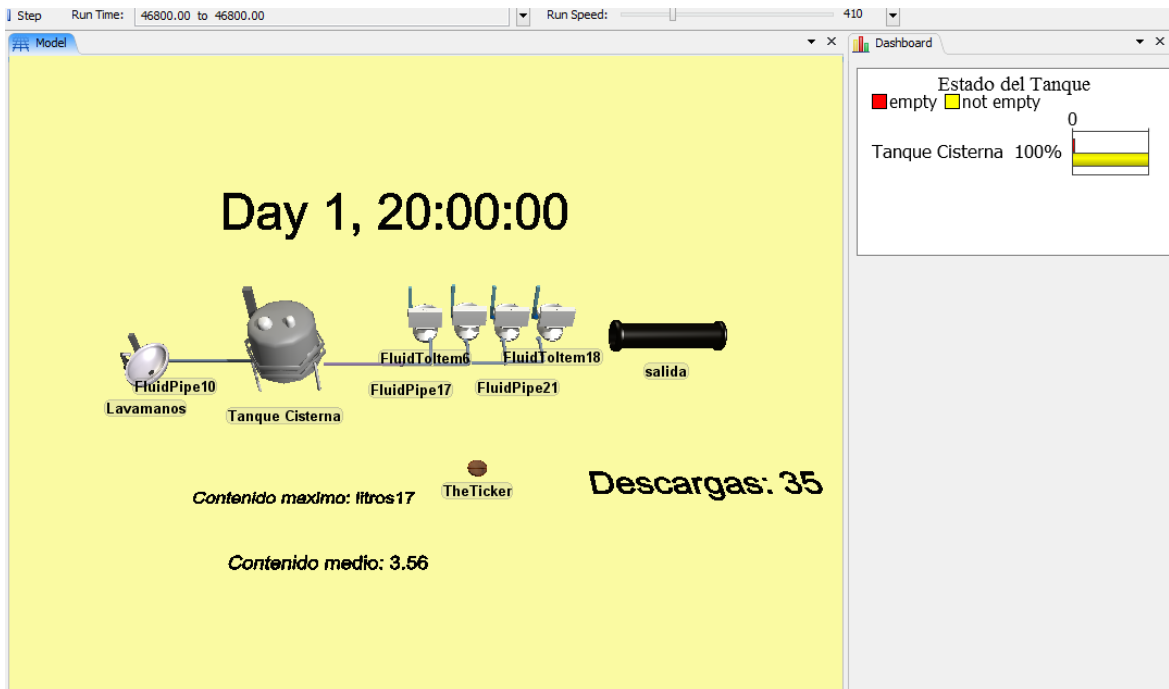 Step Run Time: 46800.00 to 46800.00 Run Speed: 410
Model
Dashboard
Estado del Tanque
empty not empty
0
Tanque Cisterna 100%
Day 1, 20:00:00
FluidToItem6 FluidToItem18
FluidPipe10 FluidPipe17 FluidPipe21 salida
Lavamanos Tanque Cisterna
TheTicker
Descargas: 35
Contenido maximo: litros17
Contenido medio: 3.56